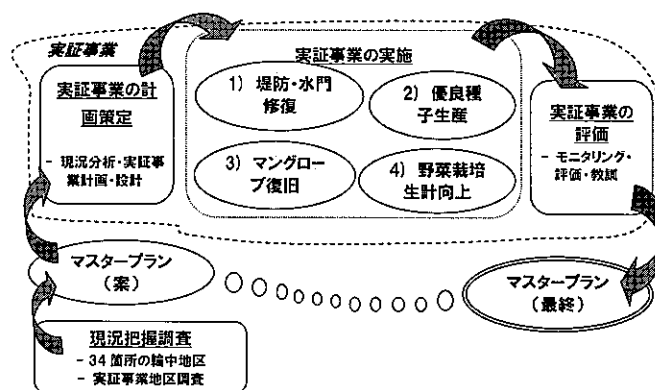 実証事業
実証事業の計
画策定
- 現況分析・実証事
業計画・設計
実証事業の実施
1) 堤防・水門
修復
2) 優良種
子生産
3) マングロー
ブ復旧
4) 野菜栽培
生計向上
実証事業の
評価
- モニタリング・
評価・教訓
マスタープラン
(案)
マスタープラン
(最終)
現況把握調査
- 34 箇所の輪中地区
- 実証事業地区調査